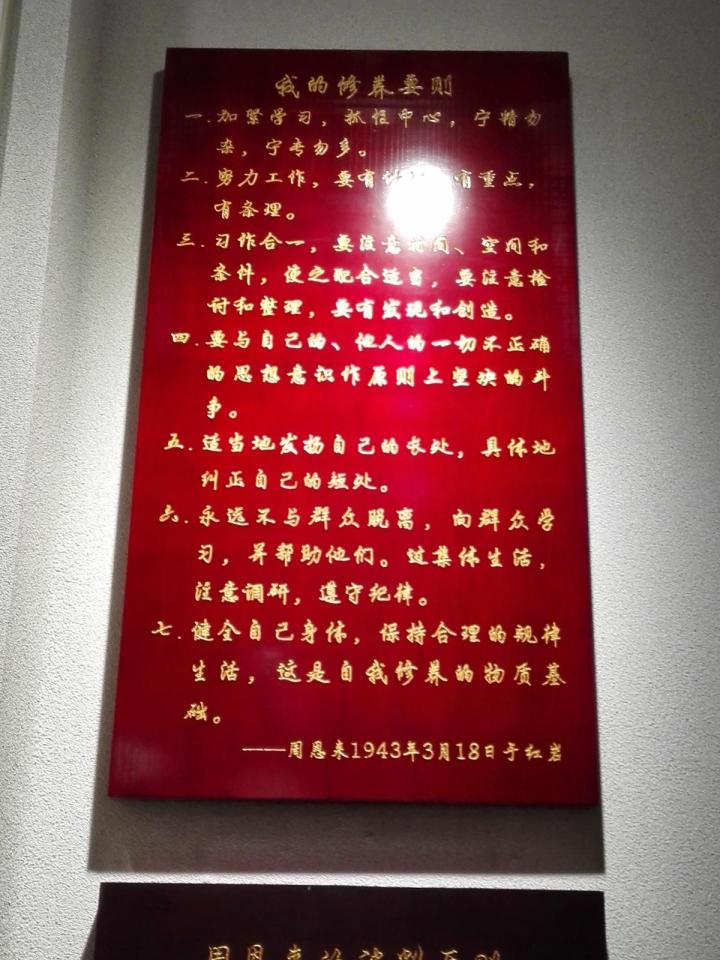 我的修养要则
一.加紧学习，抓住中心，宁精勿
杂，宁专勿多。
二.努力工作，要有计 有重点，
有条理。
三.习作合一，要注意时间、空间和
条件，使之配合适当，要注意检
讨和整理，要有发现和创造。
四.要与自己的、他人的一切不正确
的思想意识作原则上坚决的斗
争。
五.适当地发扬自己的长处，具体地
纠正自己的短处。
六.永远不与群众脱离，向群众学
习，并帮助他们。过集体生活，
注意调研，遵守纪律。
七.健全自己身体，保持合理的规律
生活，这是自我修养的物质基
础。
——周恩来1943年3月18日于红岩
周恩来的 原则